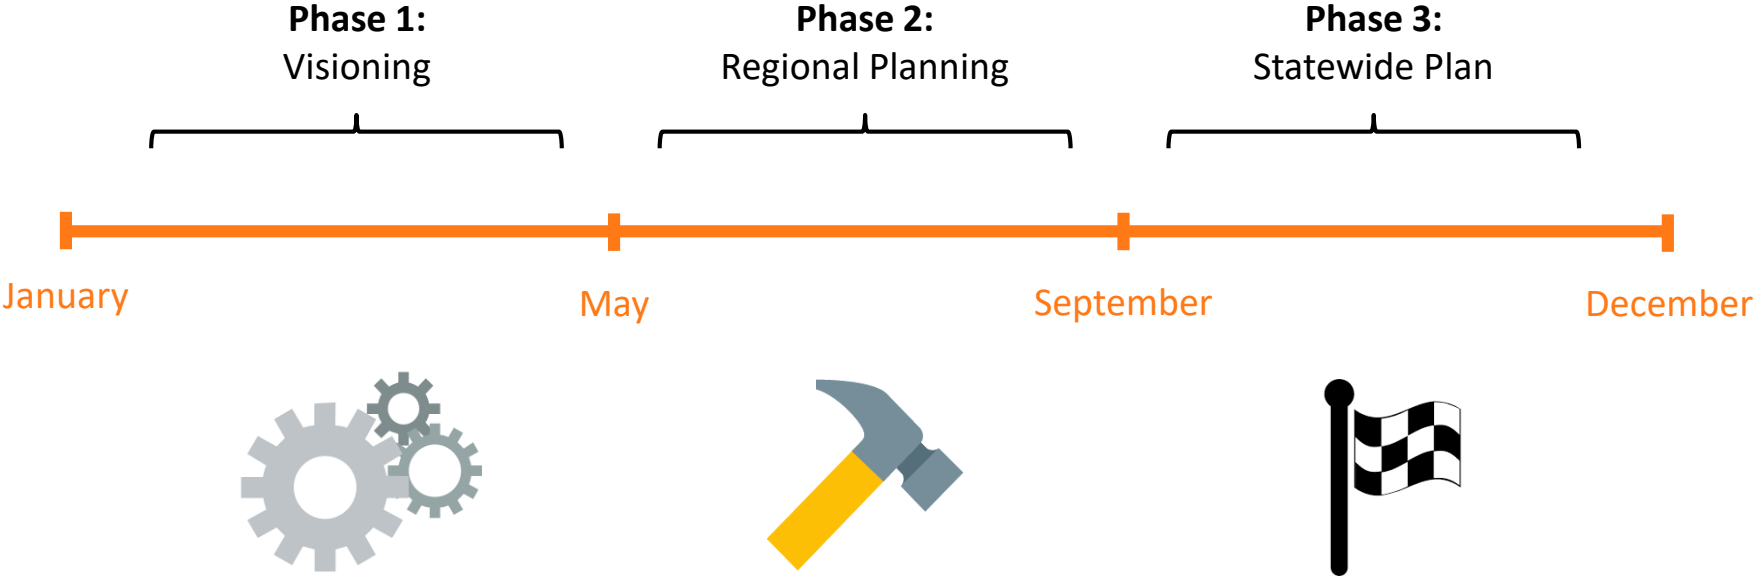 Phase 1:
Visioning
Phase 2:
Regional Planning
Phase 3:
Statewide Plan
January
May
September
December